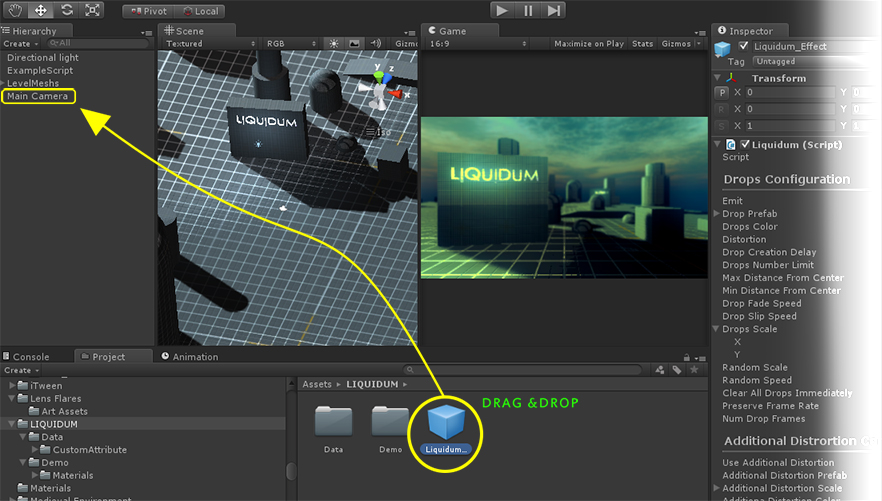 Pivot Local
Hierarchy
Create All
Directional light
ExampleScript
LevelMeshs
Main Camera
Scene
Textured RGB Gizmo
y
z
x
Iso
LIQUIDUM
Game
16:9 Maximize on Play Stats Gizmos
LIQUIDUM
Inspector
Liquidum_Effect
Tag Untagged
Transform
P X 0 Y 0
R X 0 Y 0
S X 1 Y 1
Liquidum (Script)
Script
Drops Configuration
Emit
Drop Prefab
Drops Color
Distortion
Drop Creation Delay
Drops Number Limit
Max Distance From Center
Min Distance From Center
Drop Fade Speed
Drop Slip Speed
Drops Scale
X
Y
Random Scale
Random Speed
Clear All Drops Immediately
Preserve Frame Rate
Num Drop Frames
Additional Distrortion C
Use Additional Distortion
Additional Distortion Prefab
Additional Distortion Scale
Console Project Animation
Create
iTween
Lens Flares
Art Assets
LIQUIDUM
Data
CustomAttribute
Demo
Materials
Materials
Medieval Environment
Assets LIQUIDUM
DRAG &DROP
Data
Demo
Liquidum...